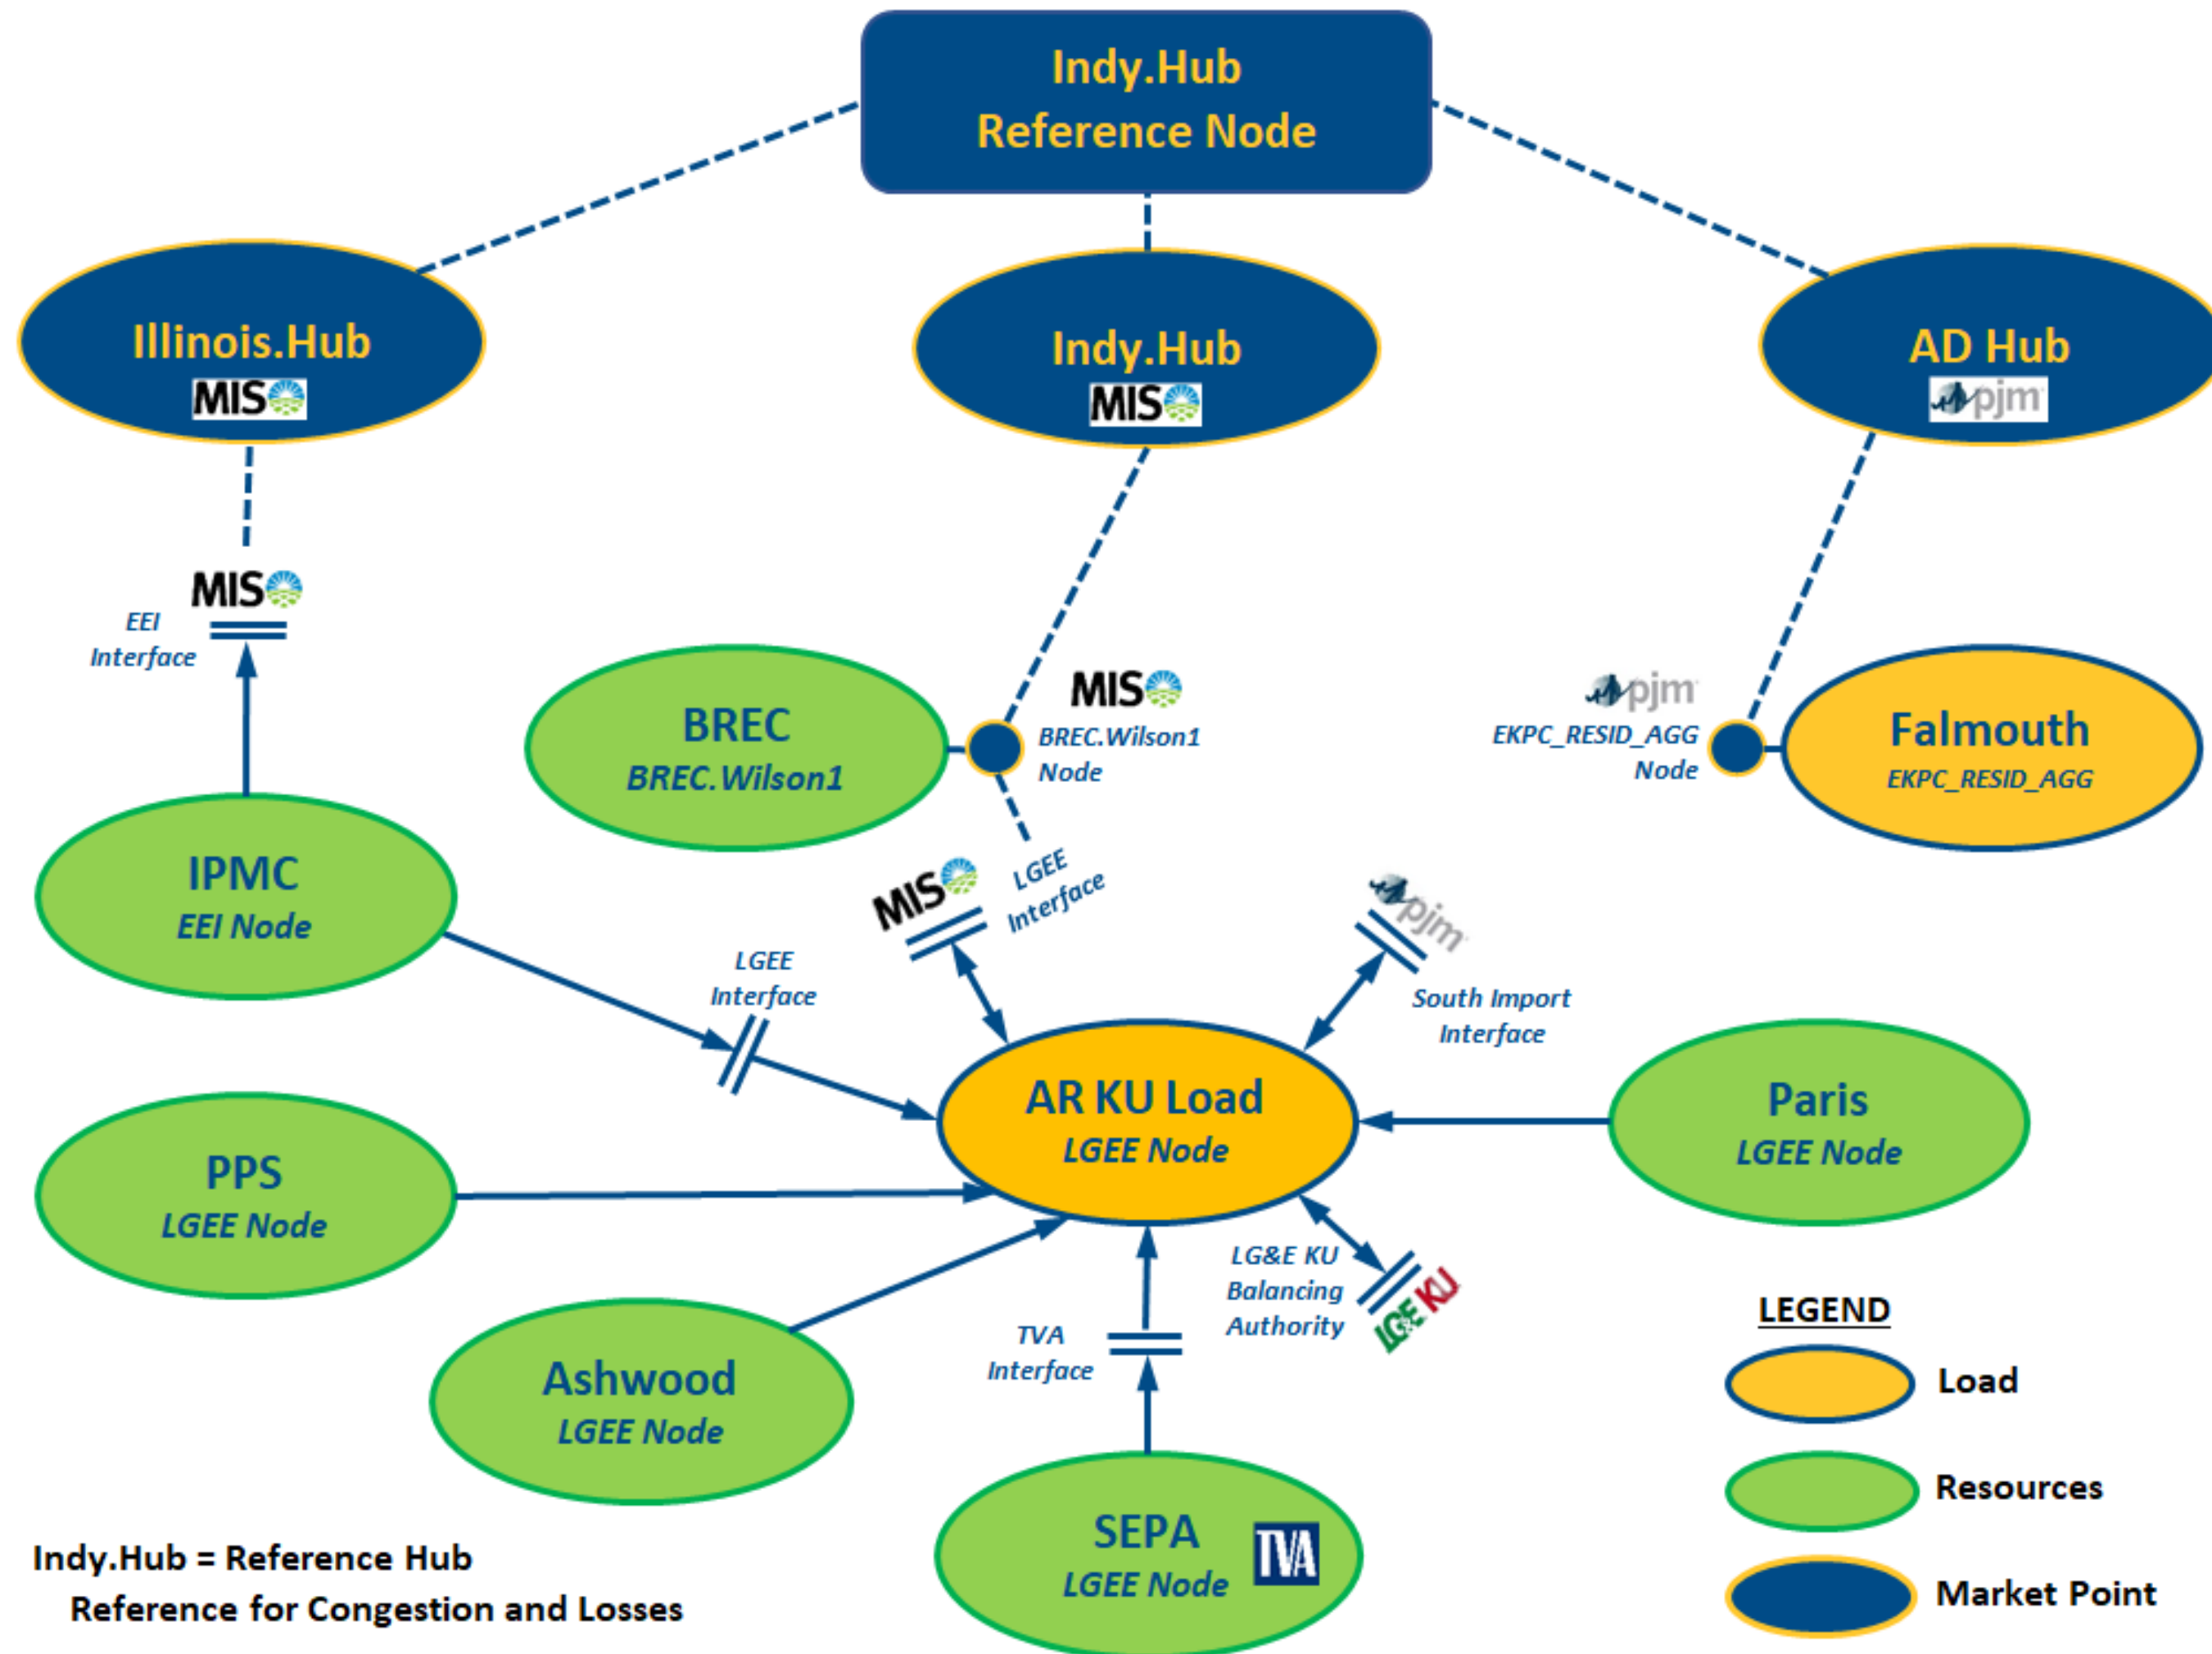 Indy.Hub
Reference Node
Illinois.Hub
MISO
Indy.Hub
MISO
AD Hub
pjm
MISO
EEI
Interface
BREC
BREC.Wilson1
MISO
BREC.Wilson1
Node
pjm
EKPC_RESID_AGG
Node
Falmouth
EKPC_RESID_AGG
IPMC
EEI Node
MISO
LGEE
Interface
pjm
LGEE
Interface
South Import
Interface
AR KU Load
LGEE Node
Paris
LGEE Node
PPS
LGEE Node
LG&E KU
Balancing
Authority
LG&E KU
TVA
Interface
Ashwood
LGEE Node
SEPA
LGEE Node
TVA
LEGEND
Load
Resources
Market Point
Indy.Hub = Reference Hub
Reference for Congestion and Losses